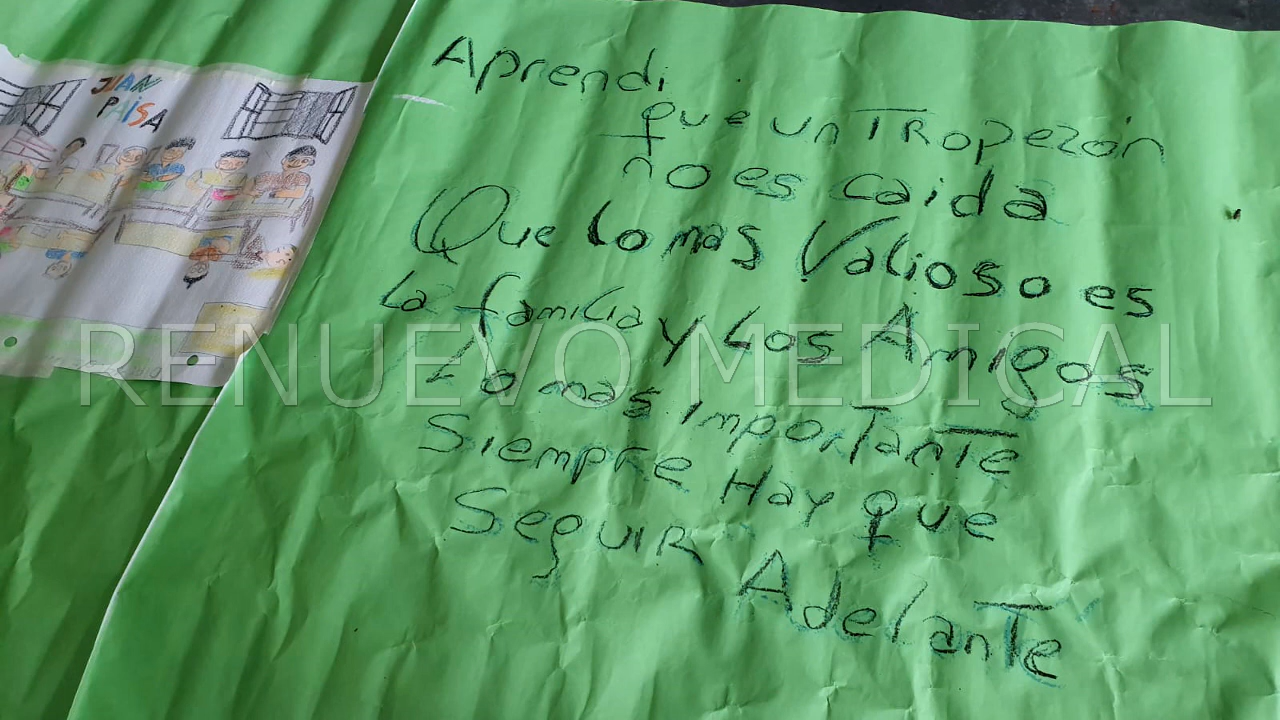 JUAN
PAISA
Aprendi
que un TRopezón
no es caida
Que lo mas Valioso es
La familia y Los Amigos
Lo mas importante
Siempre Hay que
Seguir Adelante
RENUEVO MEDICAL